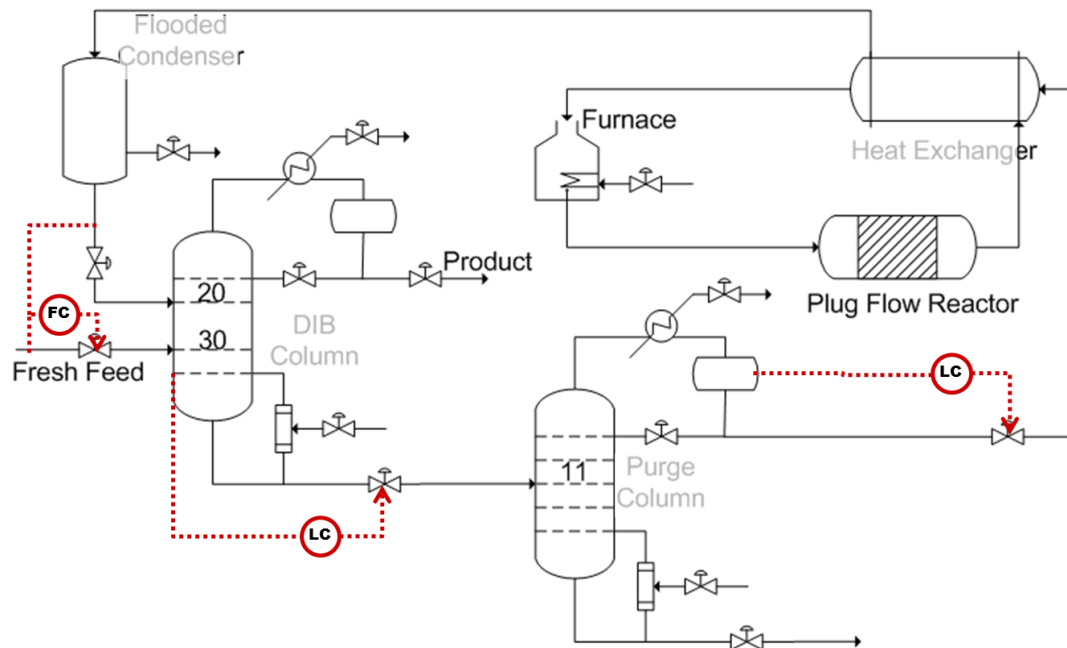 Flooded
Condenser
Furnace
Heat Exchanger
20
Product
Plug Flow Reactor
FC
30
DIB
Column
Fresh Feed
LC
11
Purge
Column
LC